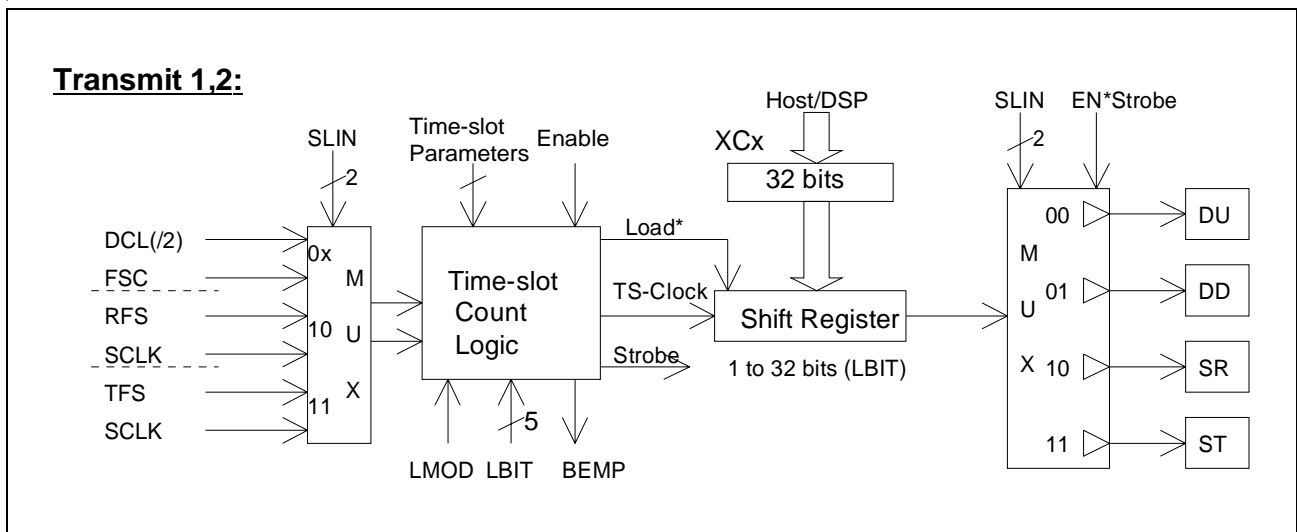 Transmit 1,2:
Host/DSP
SLIN
EN*Strobe
SLIN
Time-slot
Parameters
Enable
XCx
2
2
32 bits
DCL(/2)
FSC
RFS
SCLK
TFS
SCLK
0x
10
11
M
U
X
Time-slot
Count
Logic
Load*
TS-Clock
Strobe
Shift Register
1 to 32 bits (LBIT)
5
LMOD
LBIT
BEMP
M
U
X
00
01
10
11
DU
DD
SR
ST